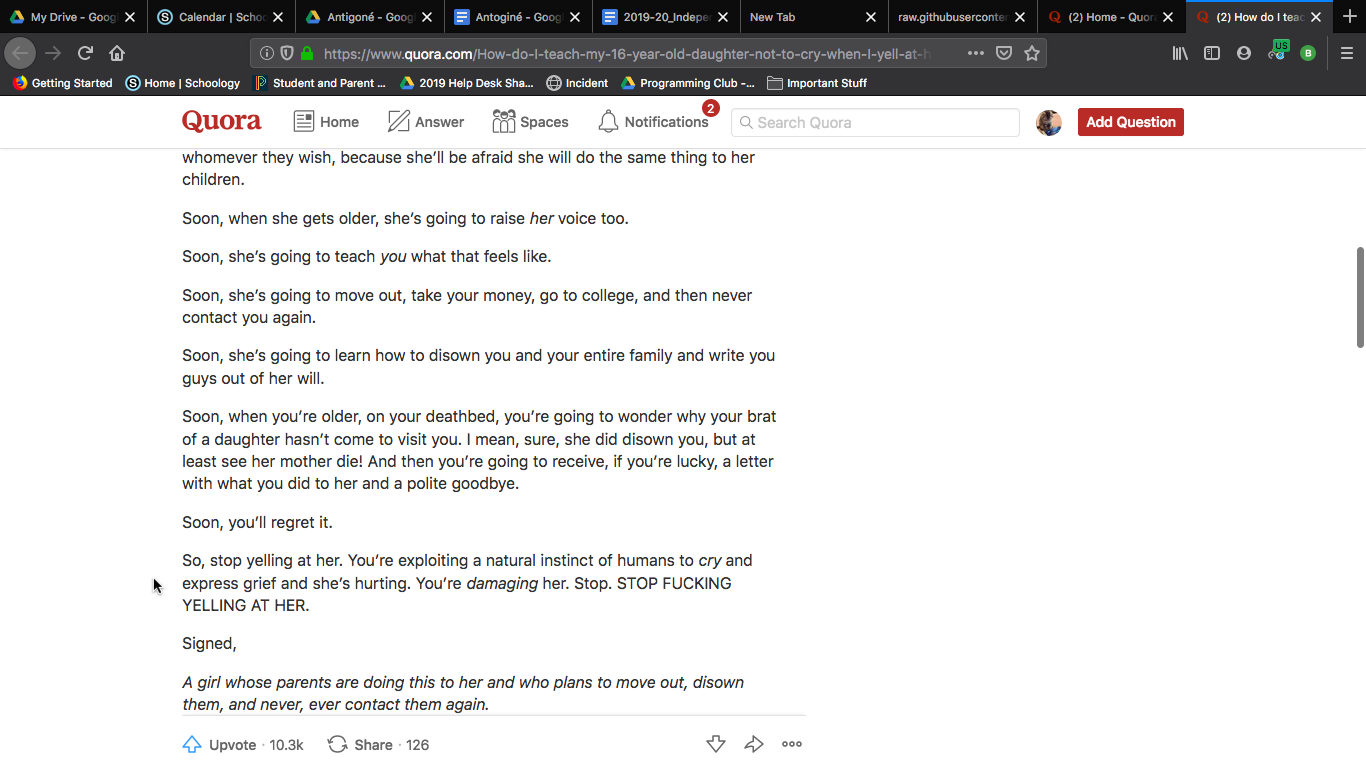 My Drive - Googl
Calendar | Schoo
Antigoné - Googl
Antoginé - Googl
2019-20_Indepe
New Tab
raw.githubuserconter
(2) Home - Quor
(2) How do I teac
https://www.quora.com/How-do-I-teach-my-16-year-old-daughter-not-to-cry-when-I-yell-at-h
US
B
Getting Started
Home | Schoology
Student and Parent ...
2019 Help Desk Sha...
Incident
Programming Club -...
Important Stuff
Quora
Home
Answer
Spaces
Notifications
2
Search Quora
Add Question
whomever they wish, because she’ll be afraid she will do the same thing to her
children.
Soon, when she gets older, she’s going to raise her voice too.
Soon, she’s going to teach you what that feels like.
Soon, she’s going to move out, take your money, go to college, and then never
contact you again.
Soon, she’s going to learn how to disown you and your entire family and write you
guys out of her will.
Soon, when you’re older, on your deathbed, you’re going to wonder why your brat
of a daughter hasn’t come to visit you. I mean, sure, she did disown you, but at
least see her mother die! And then you’re going to receive, if you’re lucky, a letter
with what you did to her and a polite goodbye.
Soon, you’ll regret it.
So, stop yelling at her. You’re exploiting a natural instinct of humans to cry and
express grief and she’s hurting. You’re damaging her. Stop. STOP FUCKING
YELLING AT HER.
Signed,
A girl whose parents are doing this to her and who plans to move out, disown
them, and never, ever contact them again.
Upvote · 10.3k
Share · 126